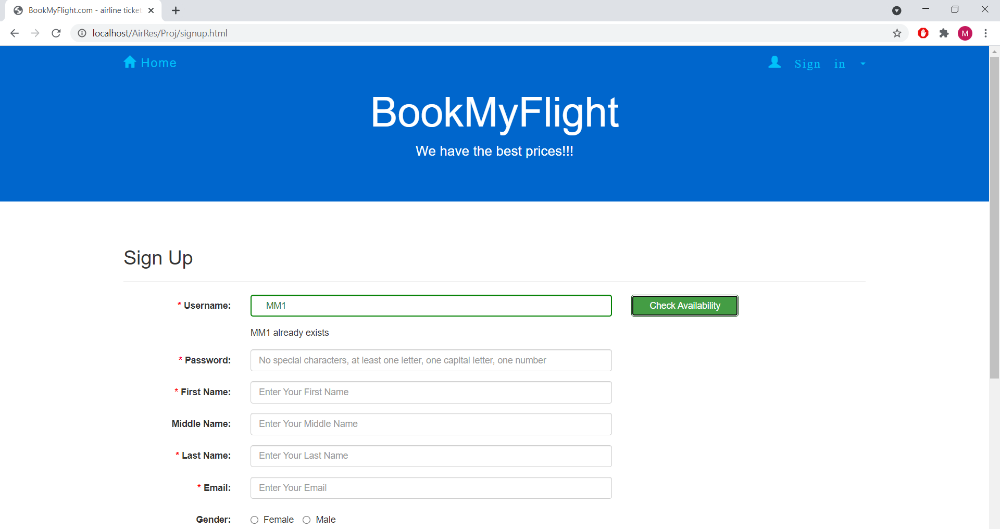 BookMyFlight.com - airline ticket
localhost/AirRes/Proj/signup.html
M
Home
Sign in
BookMyFlight
We have the best prices!!!
Sign Up
* Username:
MM1
Check Availability
MM1 already exists
* Password:
No special characters, at least one letter, one capital letter, one number
* First Name:
Enter Your First Name
Middle Name:
Enter Your Middle Name
* Last Name:
Enter Your Last Name
* Email:
Enter Your Email
Gender:
Female
Male